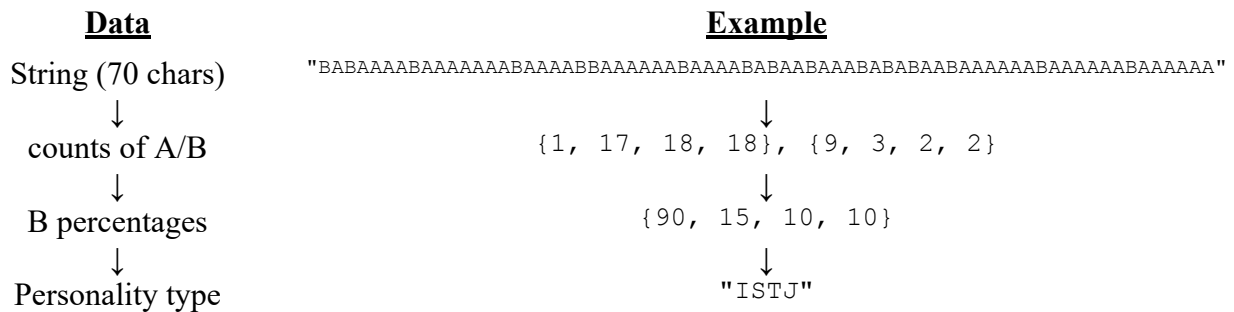 Data Example
String (70 chars) "BABAAAABAAAAAAABAAAABBAAAAAABAAAABABAABAAABABABAABAAAAAABAAAAAABAAAAAA"
↓ ↓
counts of A/B {1, 17, 18, 18}, {9, 3, 2, 2}
↓ ↓
B percentages {90, 15, 10, 10}
↓ ↓
Personality type "ISTJ"